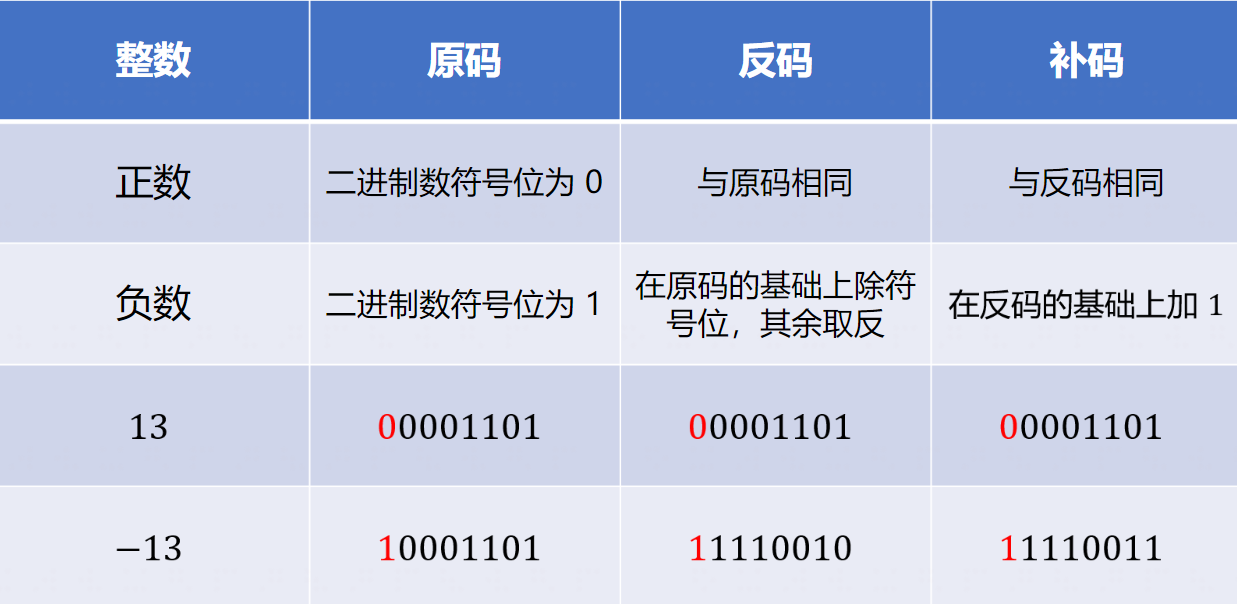 整数 原码 反码 补码
正数 二进制数符号位为 0 与原码相同 与反码相同
负数 二进制数符号位为 1 在原码的基础上除符
号位，其余取反 在反码的基础上加 1
13 00001101 00001101 00001101
−13 10001101 11110010 11110011